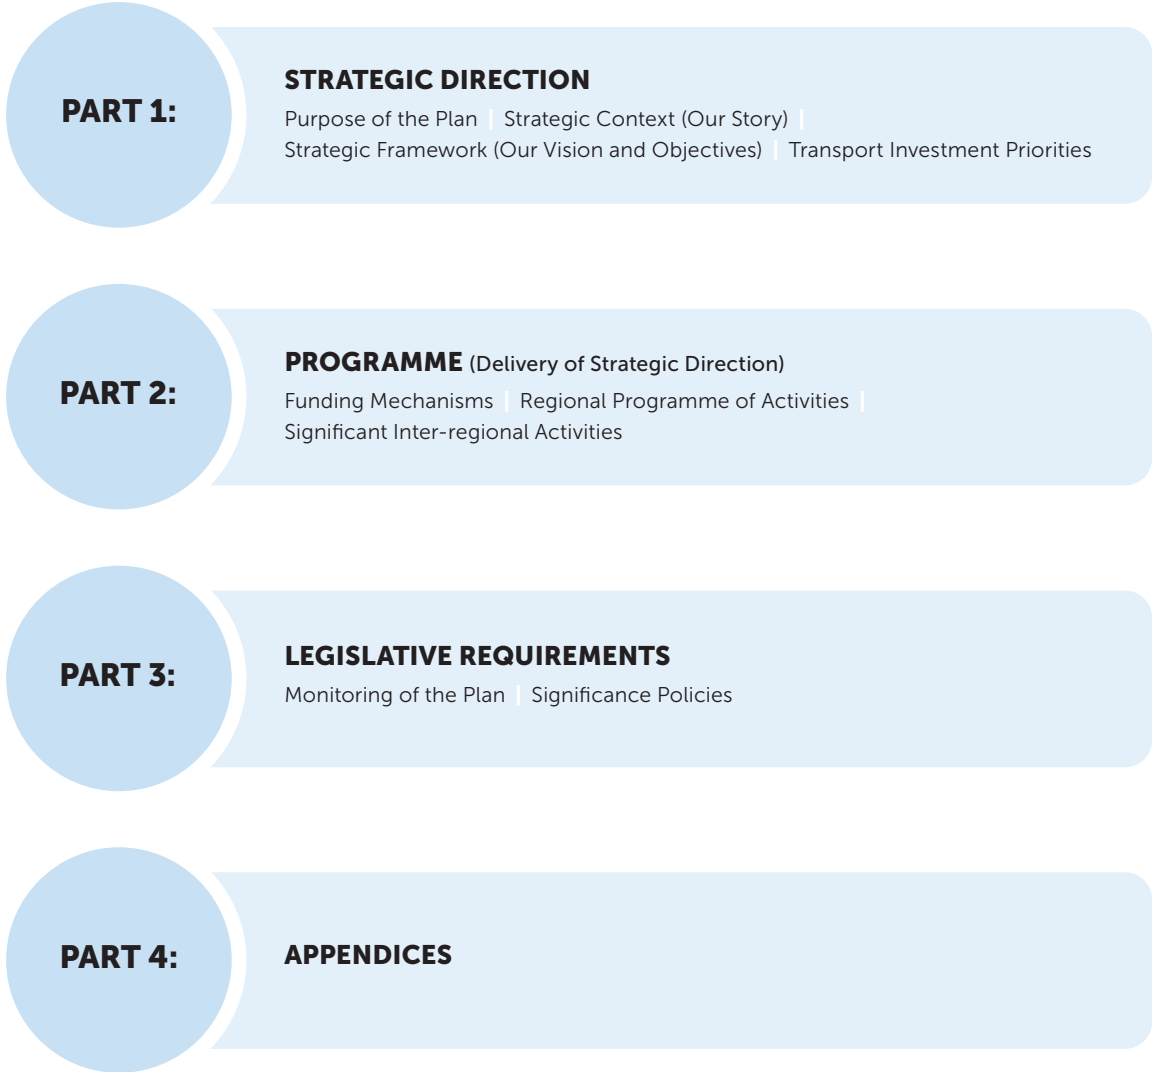 PART 1:
STRATEGIC DIRECTION
Purpose of the Plan | Strategic Context (Our Story) |
Strategic Framework (Our Vision and Objectives) | Transport Investment Priorities
PART 2:
PROGRAMME (Delivery of Strategic Direction)
Funding Mechanisms | Regional Programme of Activities |
Significant Inter-regional Activities
PART 3:
LEGISLATIVE REQUIREMENTS
Monitoring of the Plan | Significance Policies
PART 4:
APPENDICES